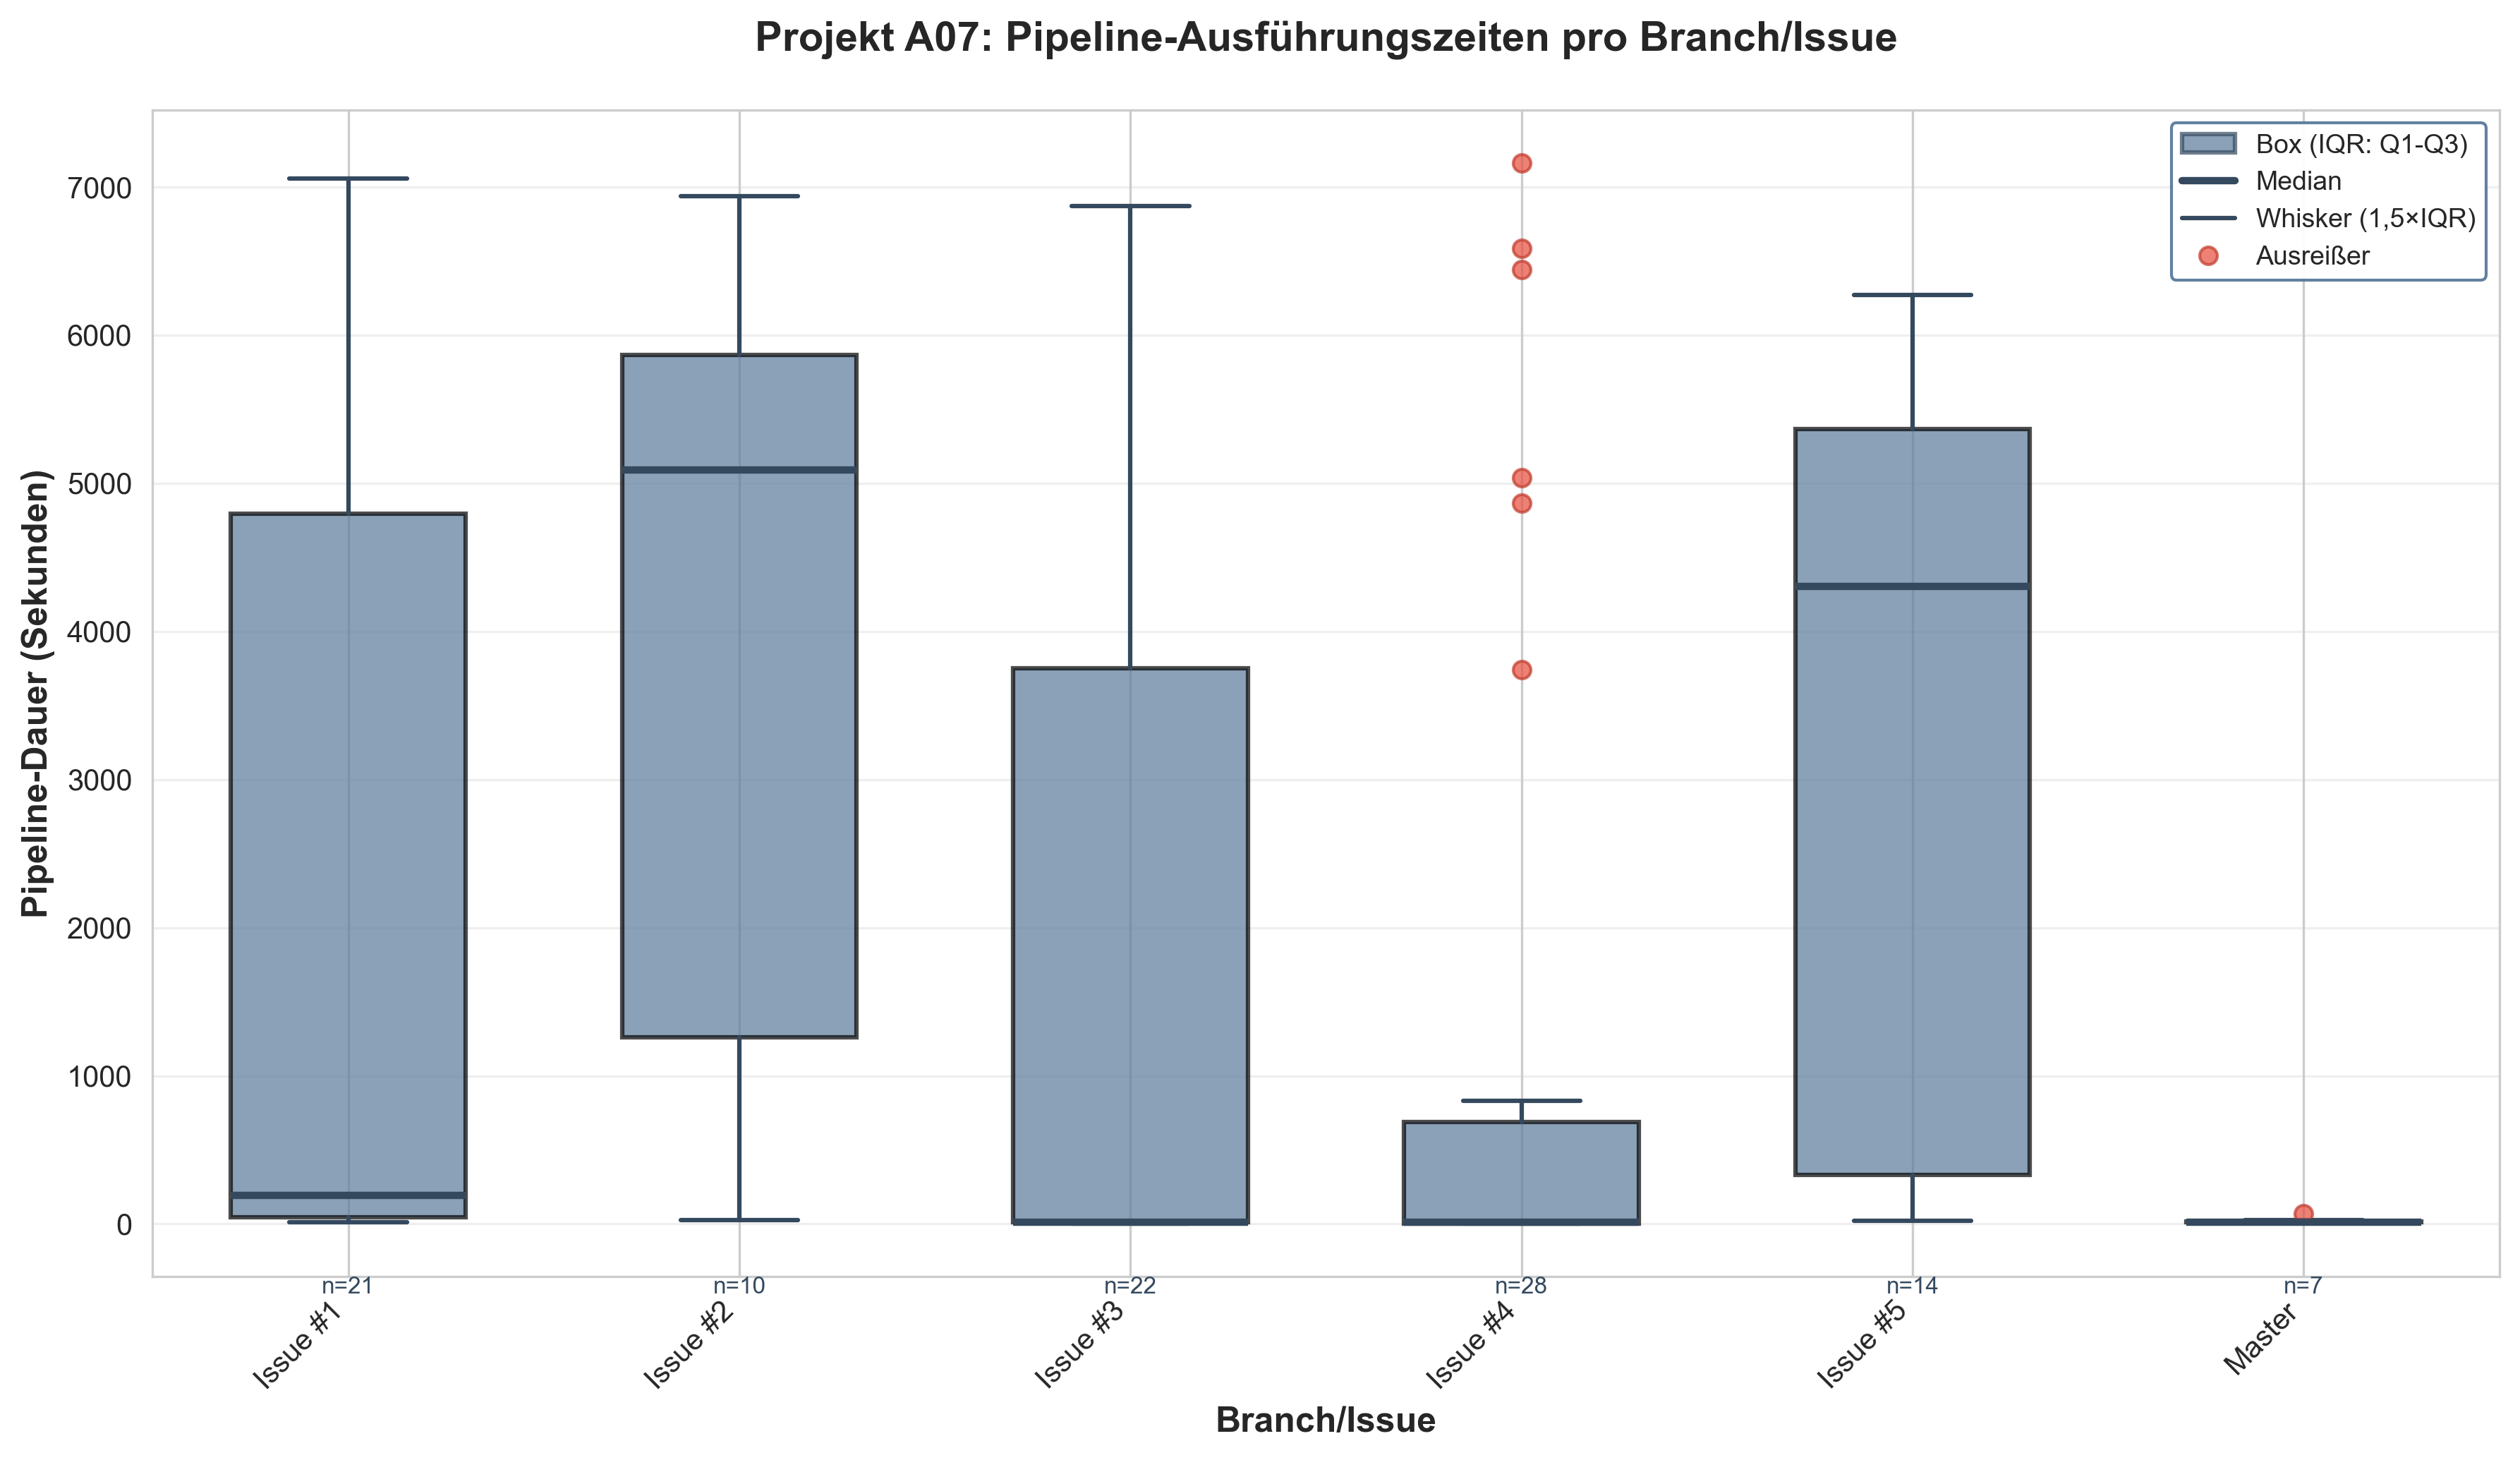 Projekt A07: Pipeline-Ausführungszeiten pro Branch/Issue
Box (IQR: Q1-Q3)
Median
Whisker (1,5×IQR)
Ausreißer
Pipeline-Dauer (Sekunden)
7000
6000
5000
4000
3000
2000
1000
0
n=21
n=10
n=22
n=28
n=14
n=7
Issue #1
Issue #2
Issue #3
Issue #4
Issue #5
Master
Branch/Issue